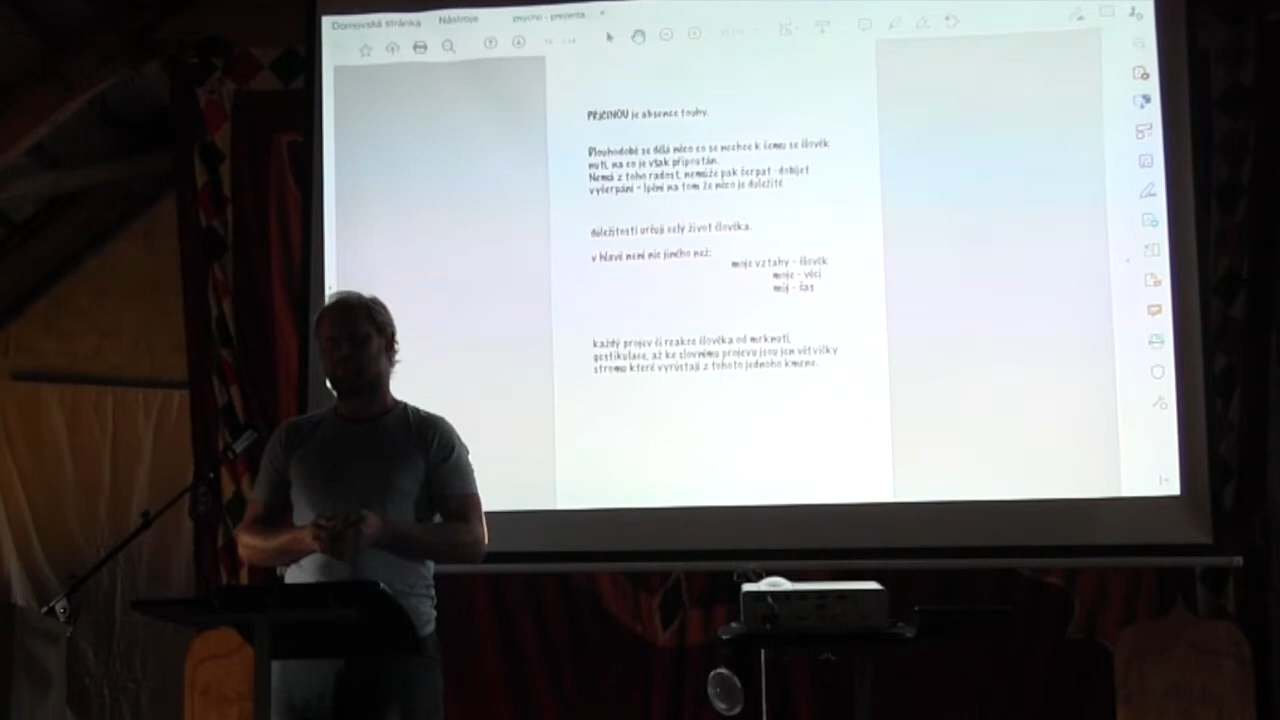 Domovská stránka Nástroje psycho - prezenta...
PŘÍČINOU je absence touhy.
Dlouhodobě se dělá něco co se nechce k čemu se člověk
nutí, na co je však připoután.
Nemá z toho radost, nemůže pak čerpat - dobíjet
vyčerpání - lpění na tom že něco je důležité
důležitosti určují celý život člověka.
v hlavě není nic jiného než:
moje vztahy - člověk
moje - věci
můj - čas
každý projev či reakce člověka od mrknutí,
gestikulace, až ke slovnímu projevu jsou jen větvičky
stromu které vyrůstají z tohoto jednoho kmene.